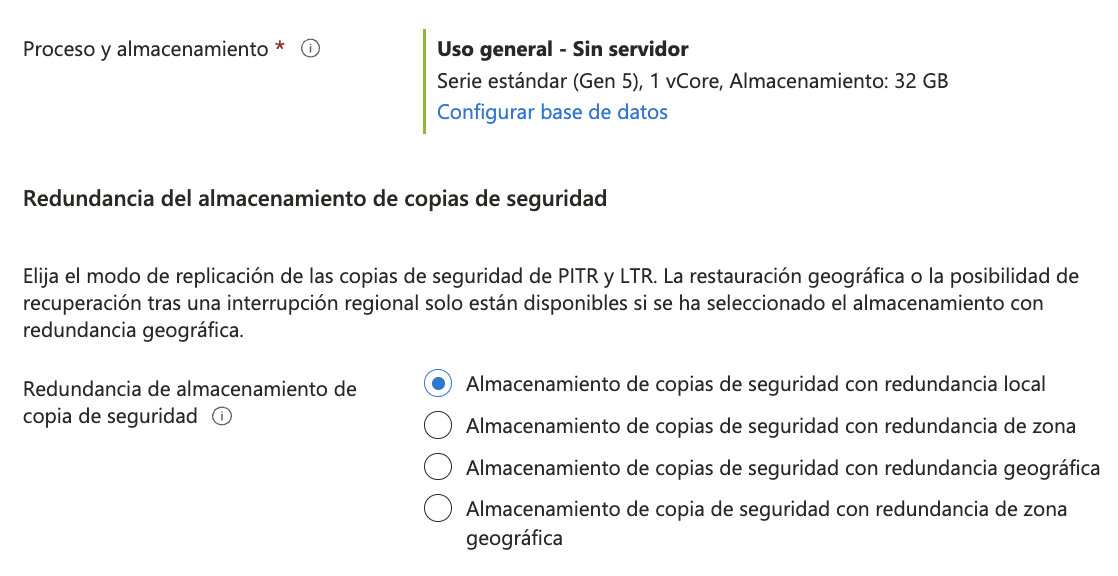 Proceso y almacenamiento *
Uso general - Sin servidor
Serie estándar (Gen 5), 1 vCore, Almacenamiento: 32 GB
Configurar base de datos
Redundancia del almacenamiento de copias de seguridad
Elija el modo de replicación de las copias de seguridad de PITR y LTR. La restauración geográfica o la posibilidad de
recuperación tras una interrupción regional solo están disponibles si se ha seleccionado el almacenamiento con
redundancia geográfica.
Redundancia de almacenamiento de
copia de seguridad
Almacenamiento de copias de seguridad con redundancia local
Almacenamiento de copias de seguridad con redundancia de zona
Almacenamiento de copias de seguridad con redundancia geográfica
Almacenamiento de copia de seguridad con redundancia de zona
geográfica